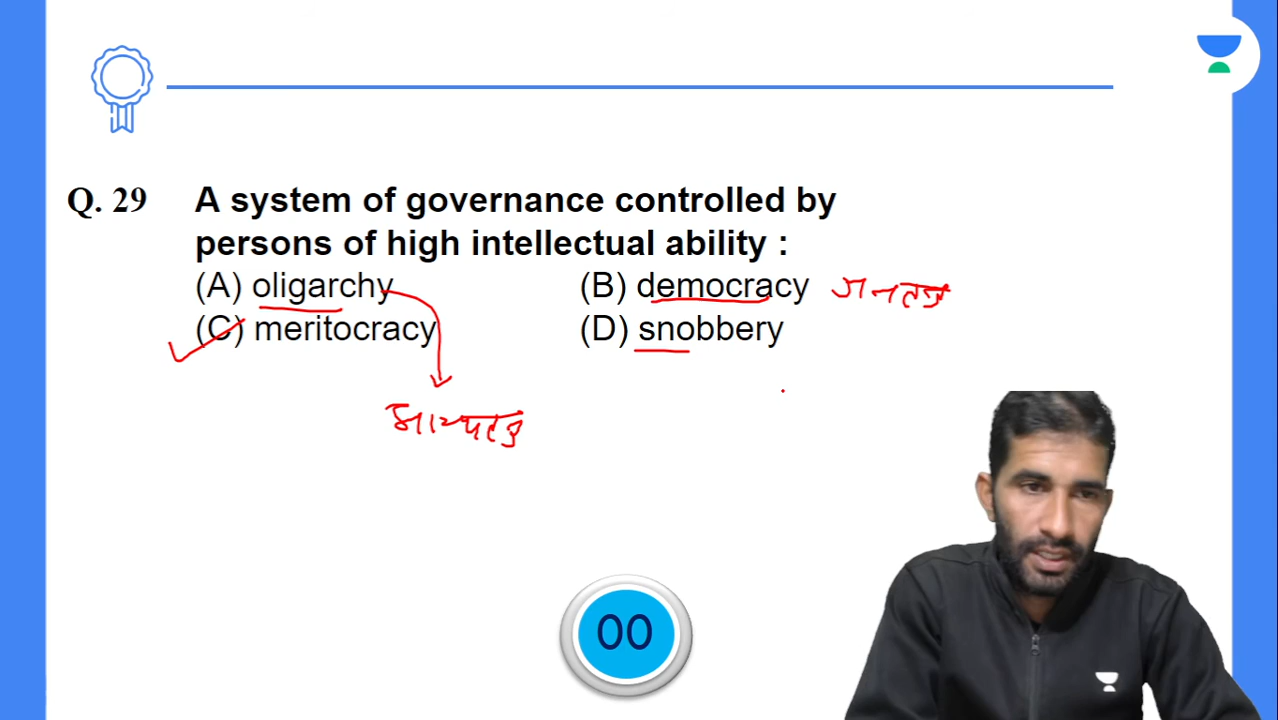 Q. 29 A system of governance controlled by
persons of high intellectual ability :
(A) oligarchy (B) democracy जनतंत्र
(C) meritocracy (D) snobbery
00